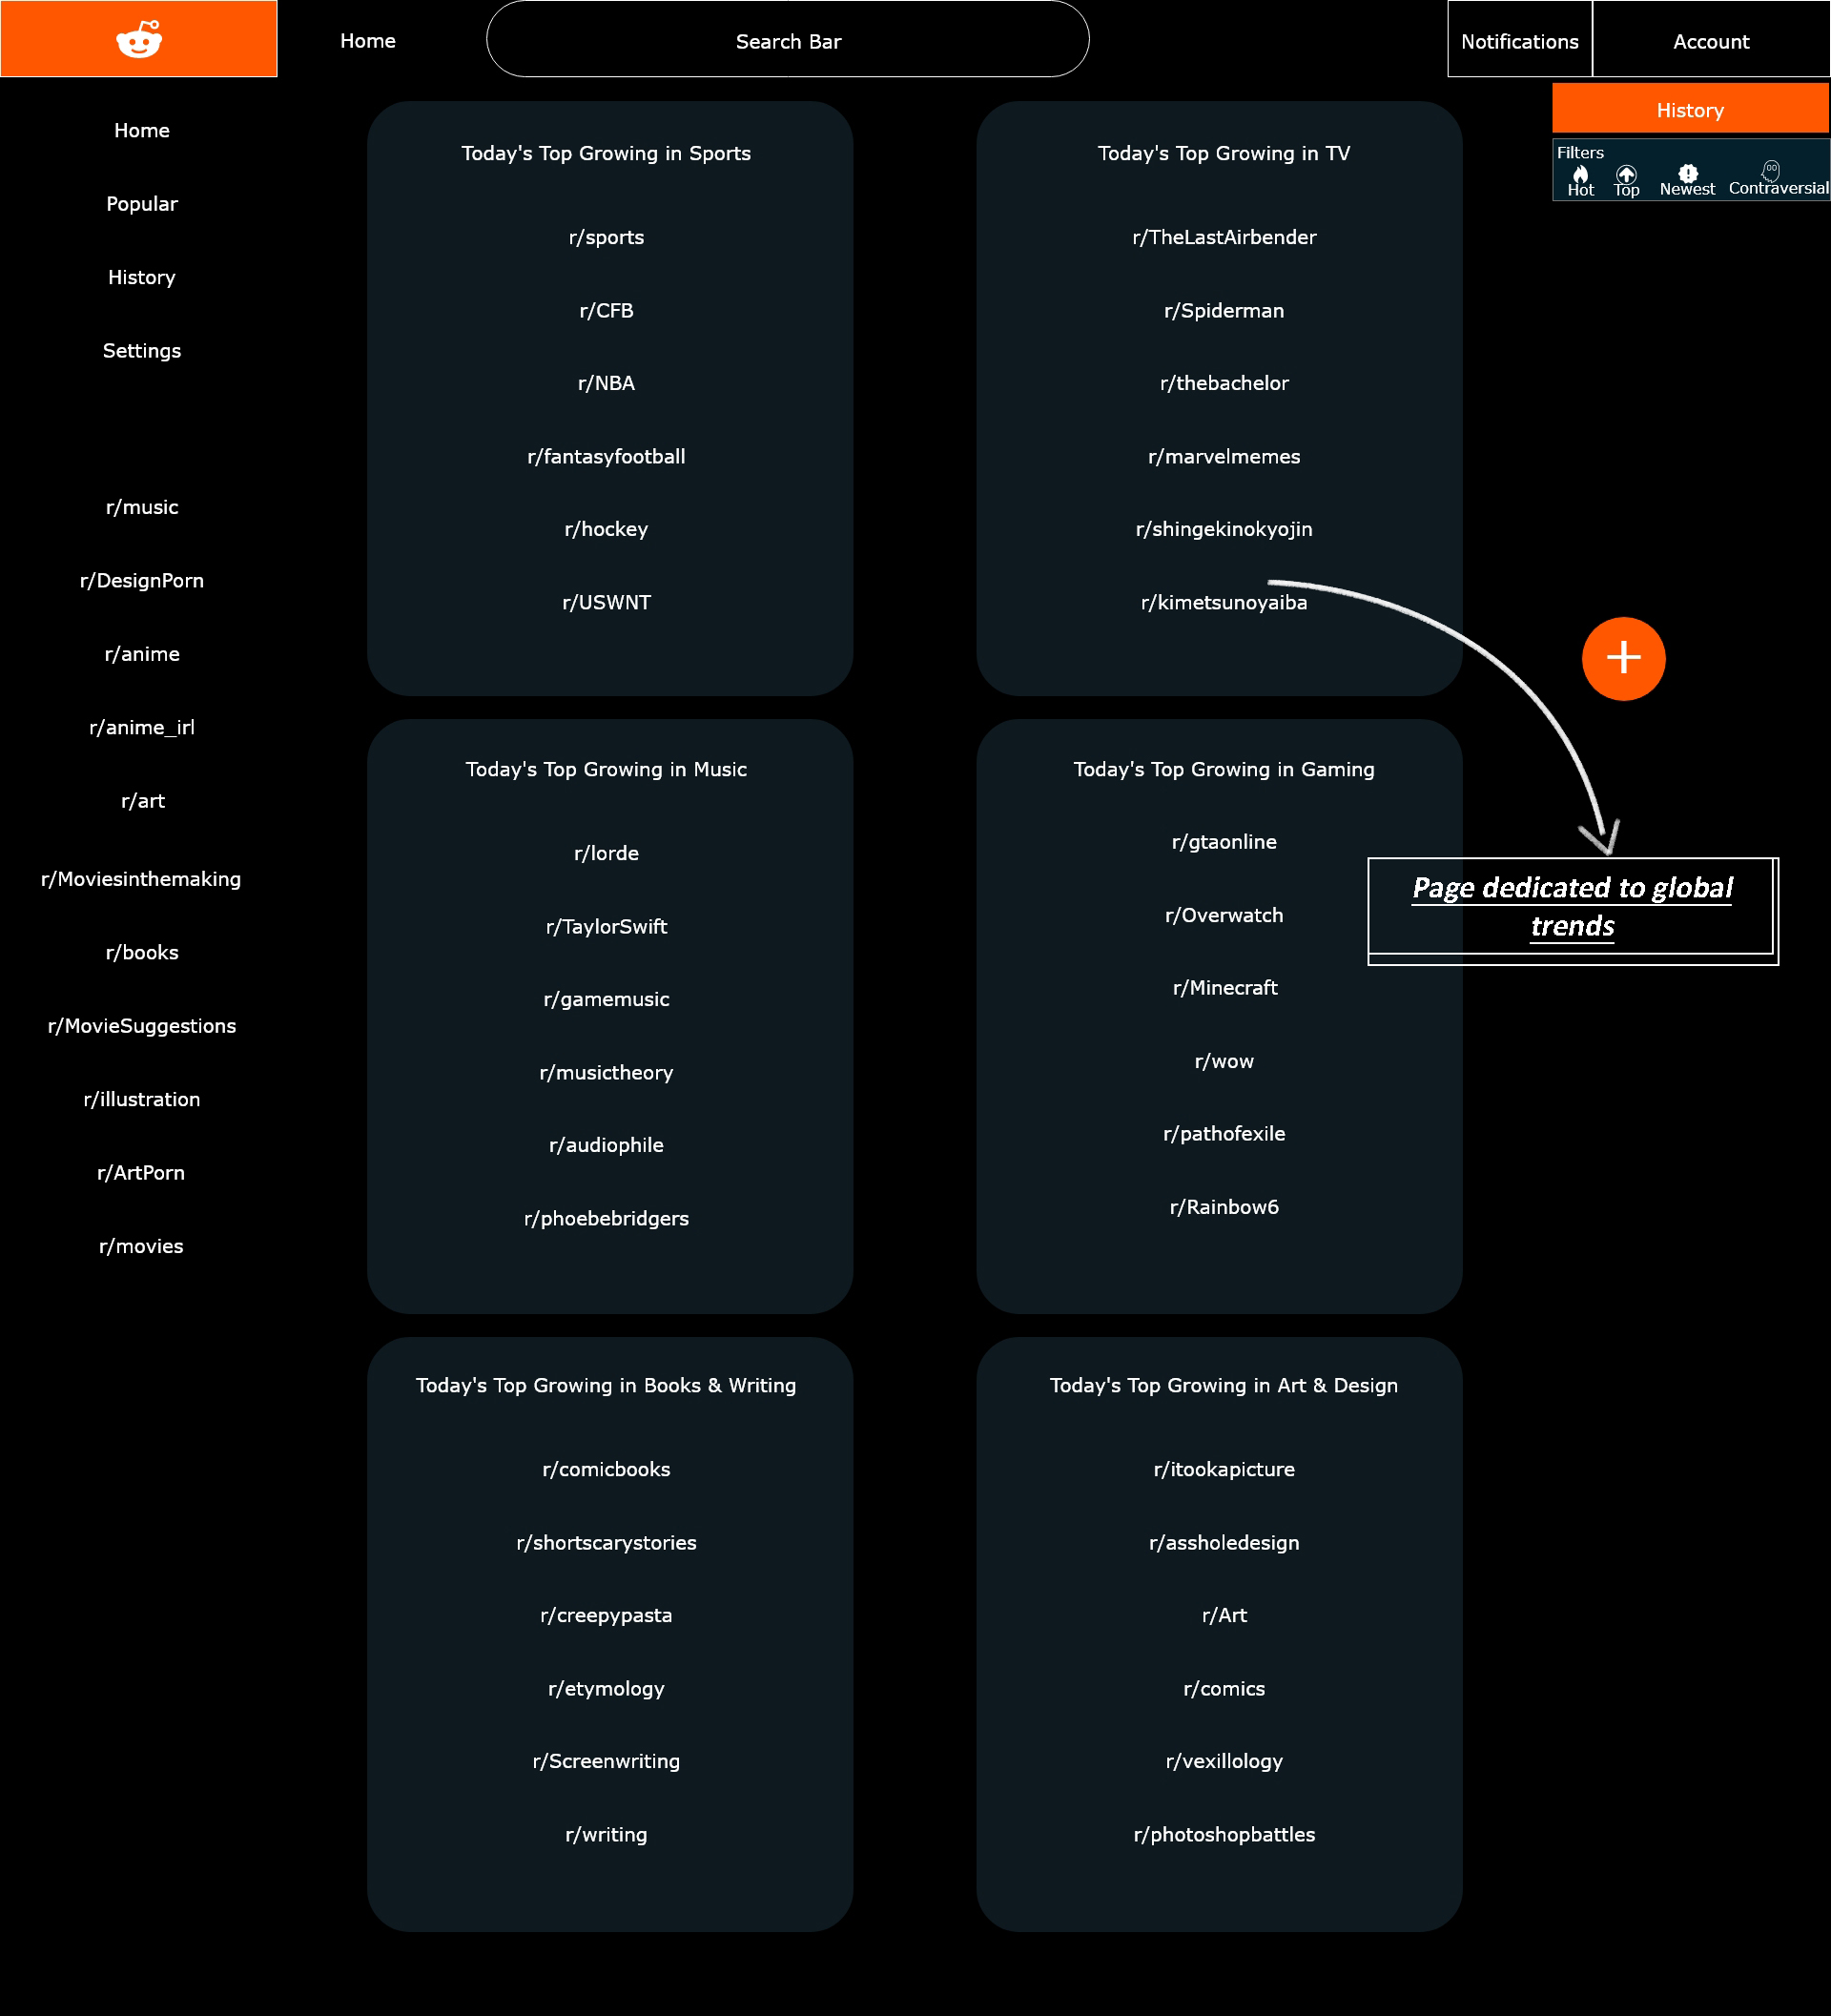 Home
Search Bar
Notifications
Account
History
Filters
Hot
Top
Newest
Contraversial
Home
Popular
History
Settings
r/music
r/DesignPorn
r/anime
r/anime_irl
r/art
r/Moviesinthemaking
r/books
r/MovieSuggestions
r/illustration
r/ArtPorn
r/movies
Today's Top Growing in Sports
r/sports
r/CFB
r/NBA
r/fantasyfootball
r/hockey
r/USWNT
Today's Top Growing in TV
r/TheLastAirbender
r/Spiderman
r/thebachelor
r/marvelmemes
r/shingekinokyojin
r/kimetsunoyaiba
+
Today's Top Growing in Music
r/lorde
r/TaylorSwift
r/gamemusic
r/musictheory
r/audiophile
r/phoebebridgers
Today's Top Growing in Gaming
r/gtaonline
r/Overwatch
r/Minecraft
r/wow
r/pathofexile
r/Rainbow6
Page dedicated to global
trends
Today's Top Growing in Books & Writing
r/comicbooks
r/shortscarystories
r/creepypasta
r/etymology
r/Screenwriting
r/writing
Today's Top Growing in Art & Design
r/itookapicture
r/assholedesign
r/Art
r/comics
r/vexillology
r/photoshopbattles